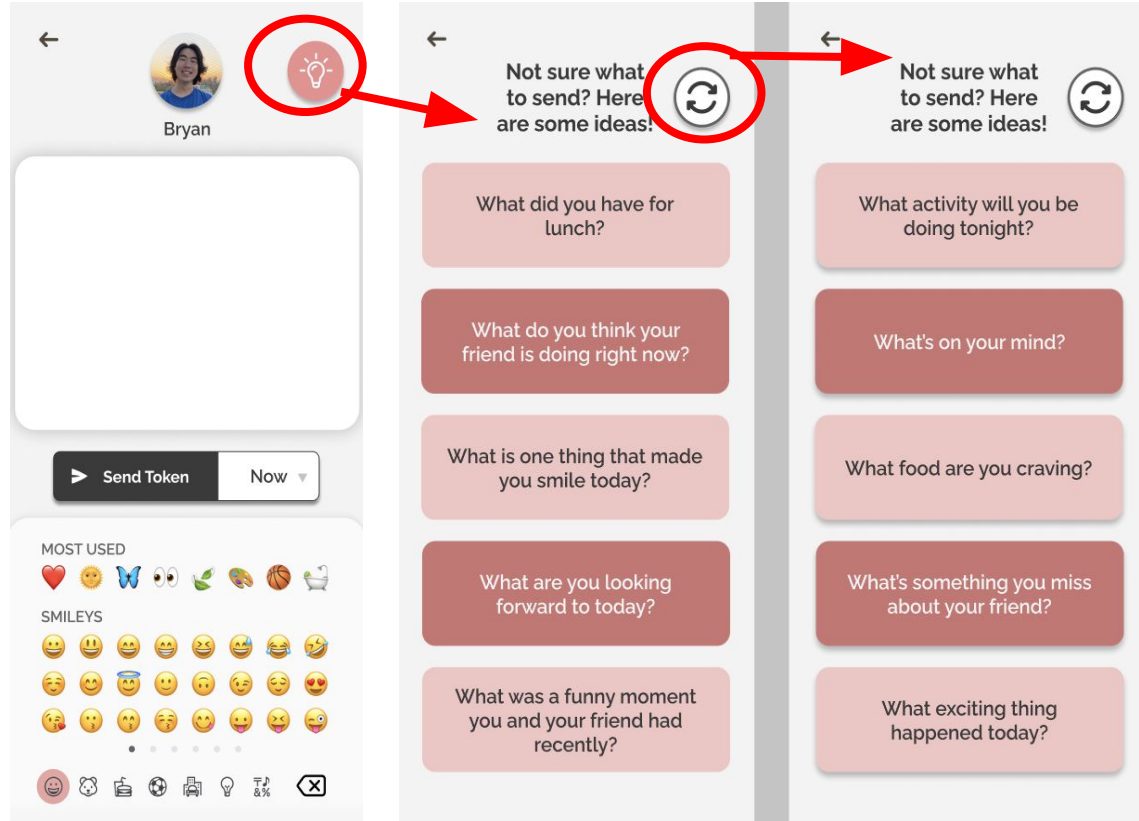 Bryan
Send Token
Now
MOST USED
SMILEYS
&%
Not sure what
to send? Here
are some ideas!
What did you have for
lunch?
What do you think your
friend is doing right now?
What is one thing that made
you smile today?
What are you looking
forward to today?
What was a funny moment
you and your friend had
recently?
Not sure what
to send? Here
are some ideas!
What activity will you be
doing tonight?
What's on your mind?
What food are you craving?
What's something you miss
about your friend?
What exciting thing
happened today?